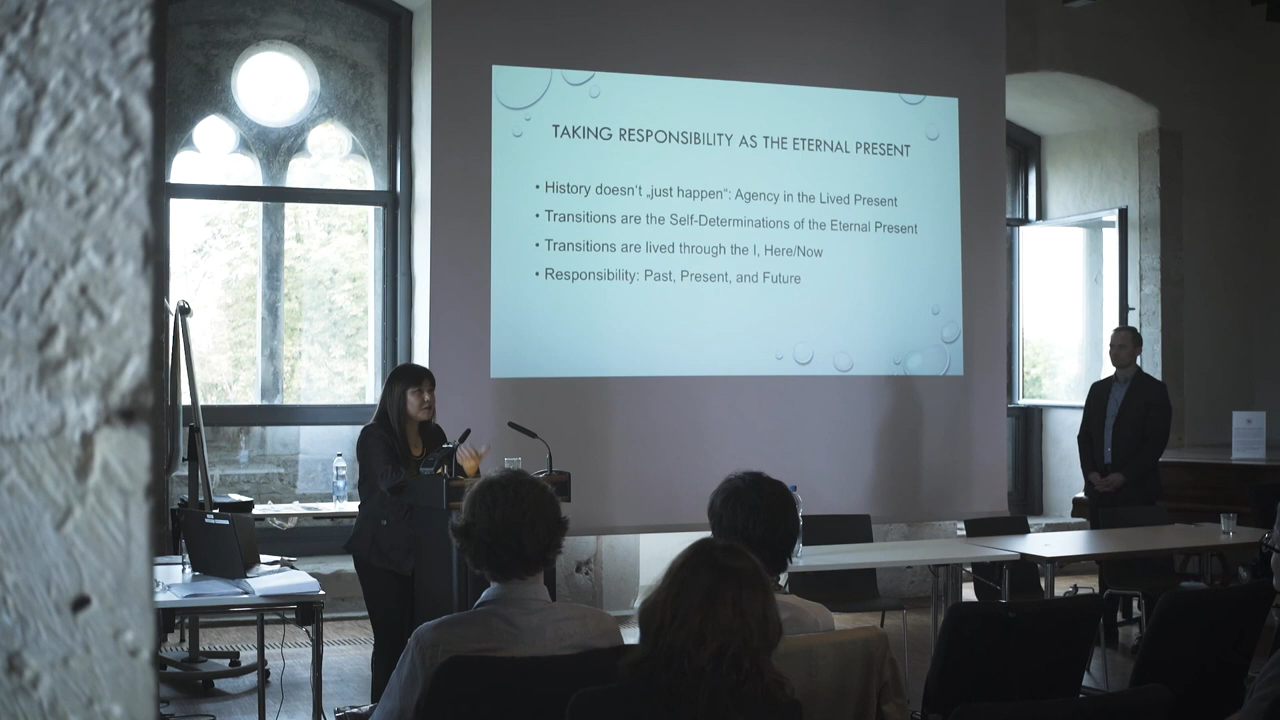 TAKING RESPONSIBILITY AS THE ETERNAL PRESENT
• History doesn't „just happen“: Agency in the Lived Present
• Transitions are the Self-Determinations of the Eternal Present
• Transitions are lived through the I, Here/Now
• Responsibility: Past, Present, and Future